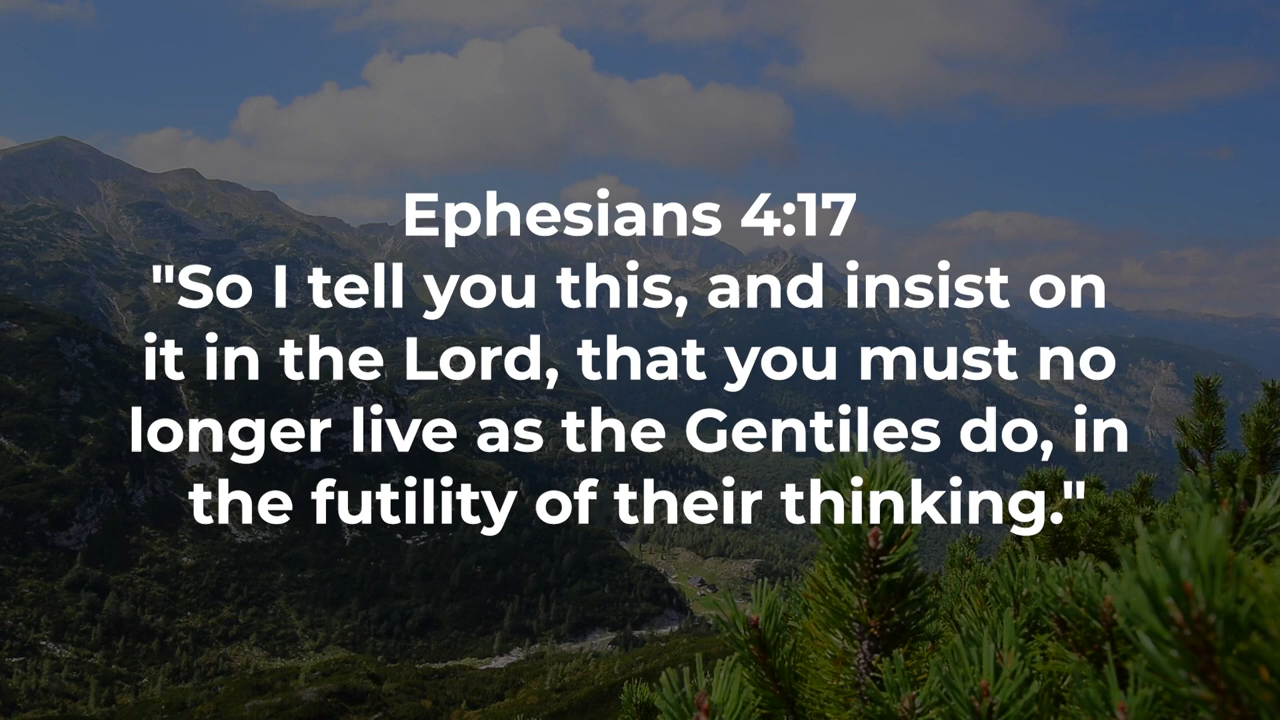 Ephesians 4:17
"So I tell you this, and insist on
it in the Lord, that you must no
longer live as the Gentiles do, in
the futility of their thinking."